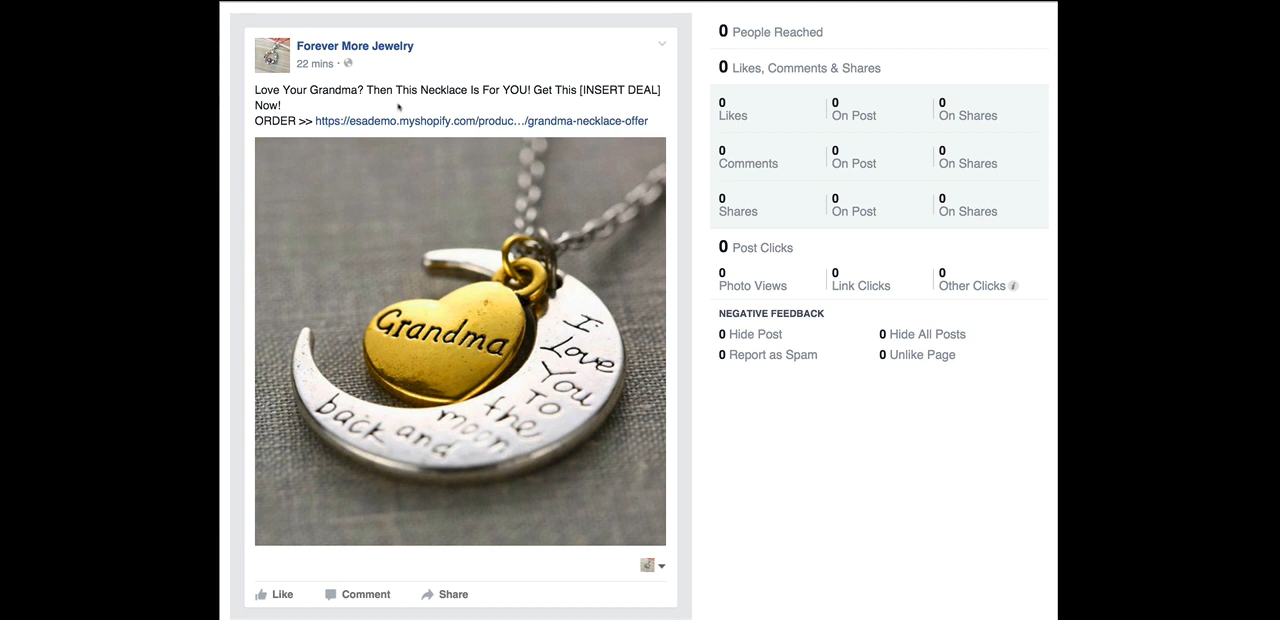 Forever More Jewelry
22 mins ·
Love Your Grandma? Then This Necklace Is For YOU! Get This [INSERT DEAL]
Now!
ORDER >> https://esademo.myshopify.com/produc.../grandma-necklace-offer
Grandma
I
Love
You
To
the
moon
and
back
Like
Comment
Share
0 People Reached
0 Likes, Comments & Shares
0 0 0
Likes On Post On Shares
0 0 0
Comments On Post On Shares
0 0 0
Shares On Post On Shares
0 Post Clicks
0 0 0
Photo Views Link Clicks Other Clicks i
NEGATIVE FEEDBACK
0 Hide Post 0 Hide All Posts
0 Report as Spam 0 Unlike Page